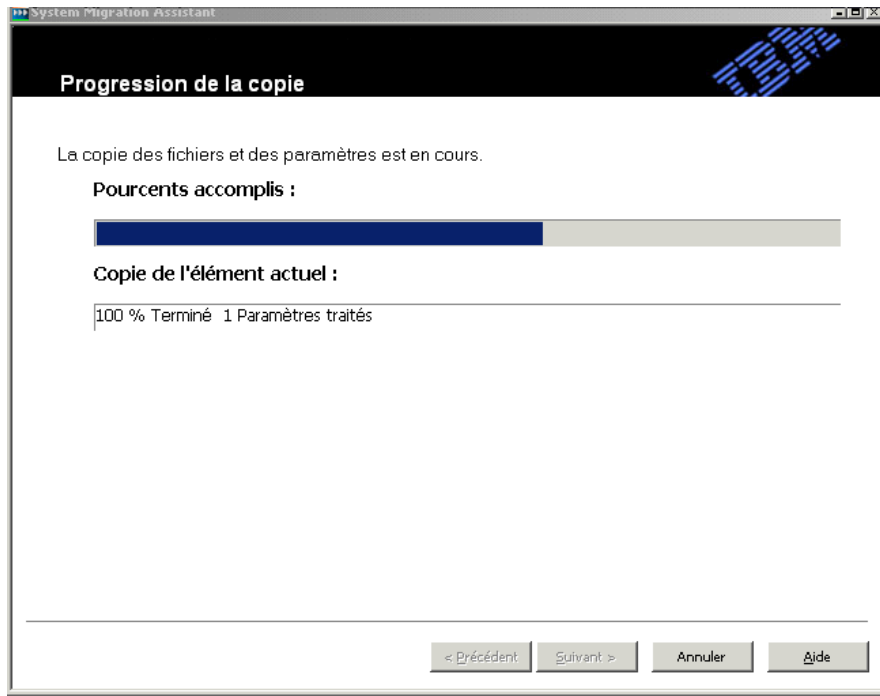 System Migration Assistant
IBM
Progression de la copie
La copie des fichiers et des paramètres est en cours.
Pourcents accomplis :
Copie de l'élément actuel :
100 % Terminé 1 Paramètres traités
< Précédent Suivant > Annuler Aide